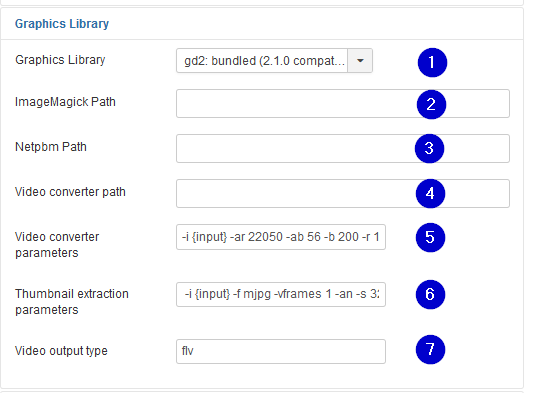 Graphics Library
Graphics Library gd2: bundled (2.1.0 compat... 1
ImageMagick Path 2
Netpbm Path 3
Video converter path 4
Video converter
parameters -i {input} -ar 22050 -ab 56 -b 200 -r 1 5
Thumbnail extraction
parameters -i {input} -f mjpg -vframes 1 -an -s 6
Video output type flv 7